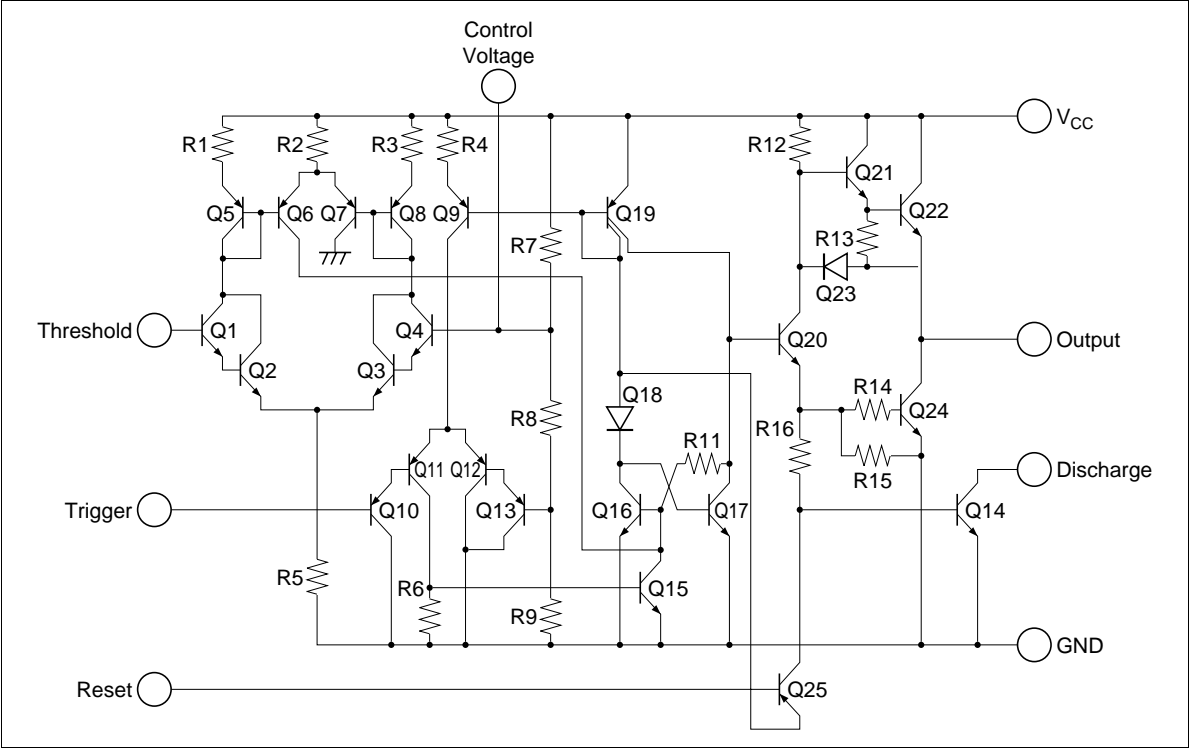 Control
Voltage
VCC
R1
R2
R3
R4
R12
Q21
Q5
Q6
Q7
Q8
Q9
Q19
Q22
R7
R13
Q23
Threshold
Q1
Q4
Q20
Output
Q2
Q3
Q18
R14
Q24
R8
R16
R11
R15
Q11
Q12
Discharge
Trigger
Q10
Q13
Q16
Q17
Q14
R5
R6
Q15
R9
GND
Reset
Q25